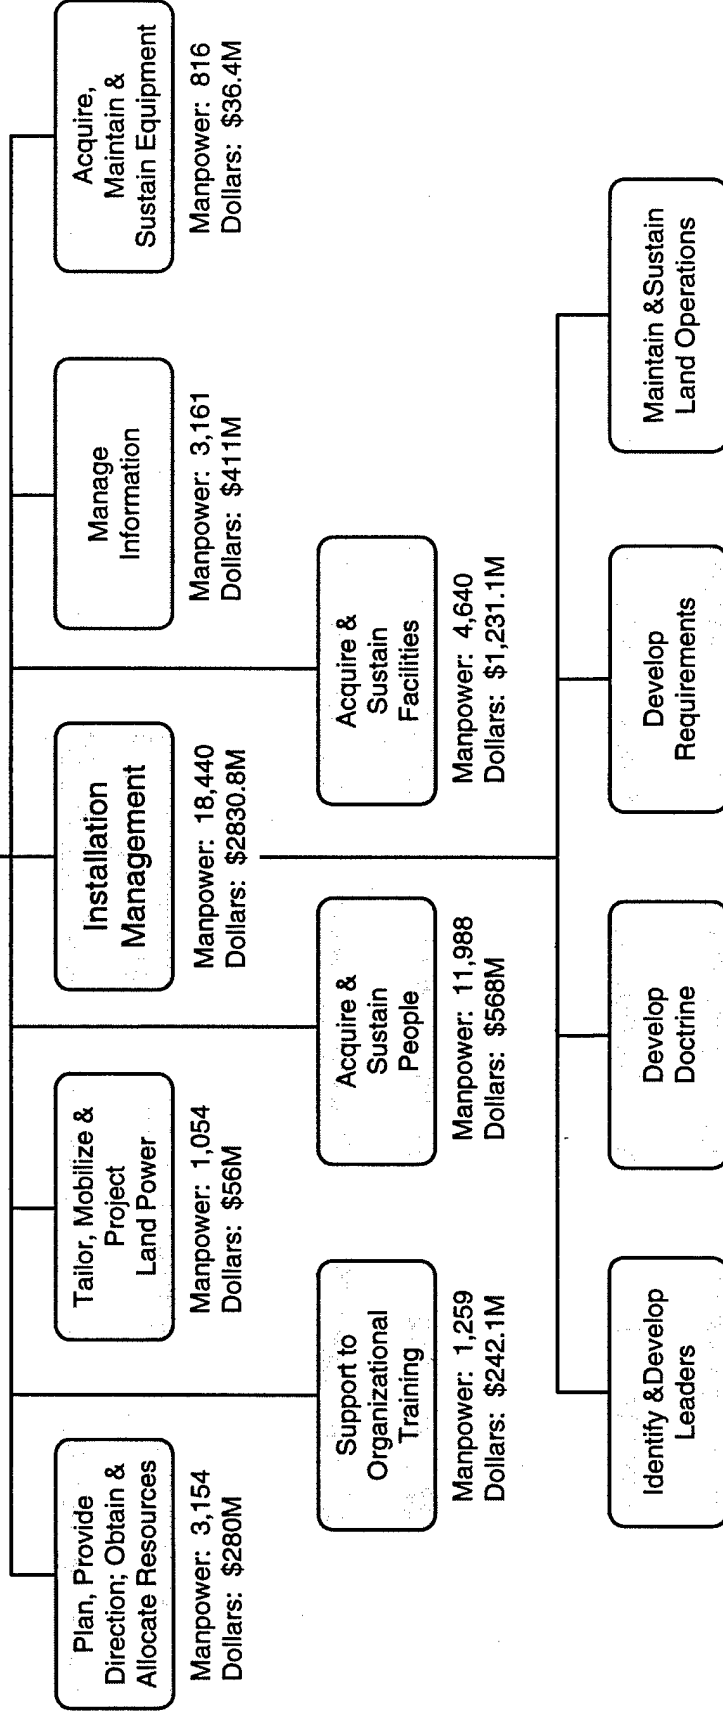 Plan, Provide
Direction; Obtain &
Allocate Resources
Manpower: 3,154
Dollars: $280M
Tailor, Mobilize &
Project
Land Power
Manpower: 1,054
Dollars: $56M
Installation
Management
Manpower: 18,440
Dollars: $2830.8M
Manage
Information
Manpower: 3,161
Dollars: $411M
Acquire,
Maintain &
Sustain Equipment
Manpower: 816
Dollars: $36.4M
Support to
Organizational
Training
Manpower: 1,259
Dollars: $242.1M
Acquire &
Sustain
People
Manpower: 11,988
Dollars: $568M
Acquire &
Sustain
Facilities
Manpower: 4,640
Dollars: $1,231.1M
Identify &Develop
Leaders
Develop
Doctrine
Develop
Requirements
Maintain &Sustain
Land Operations